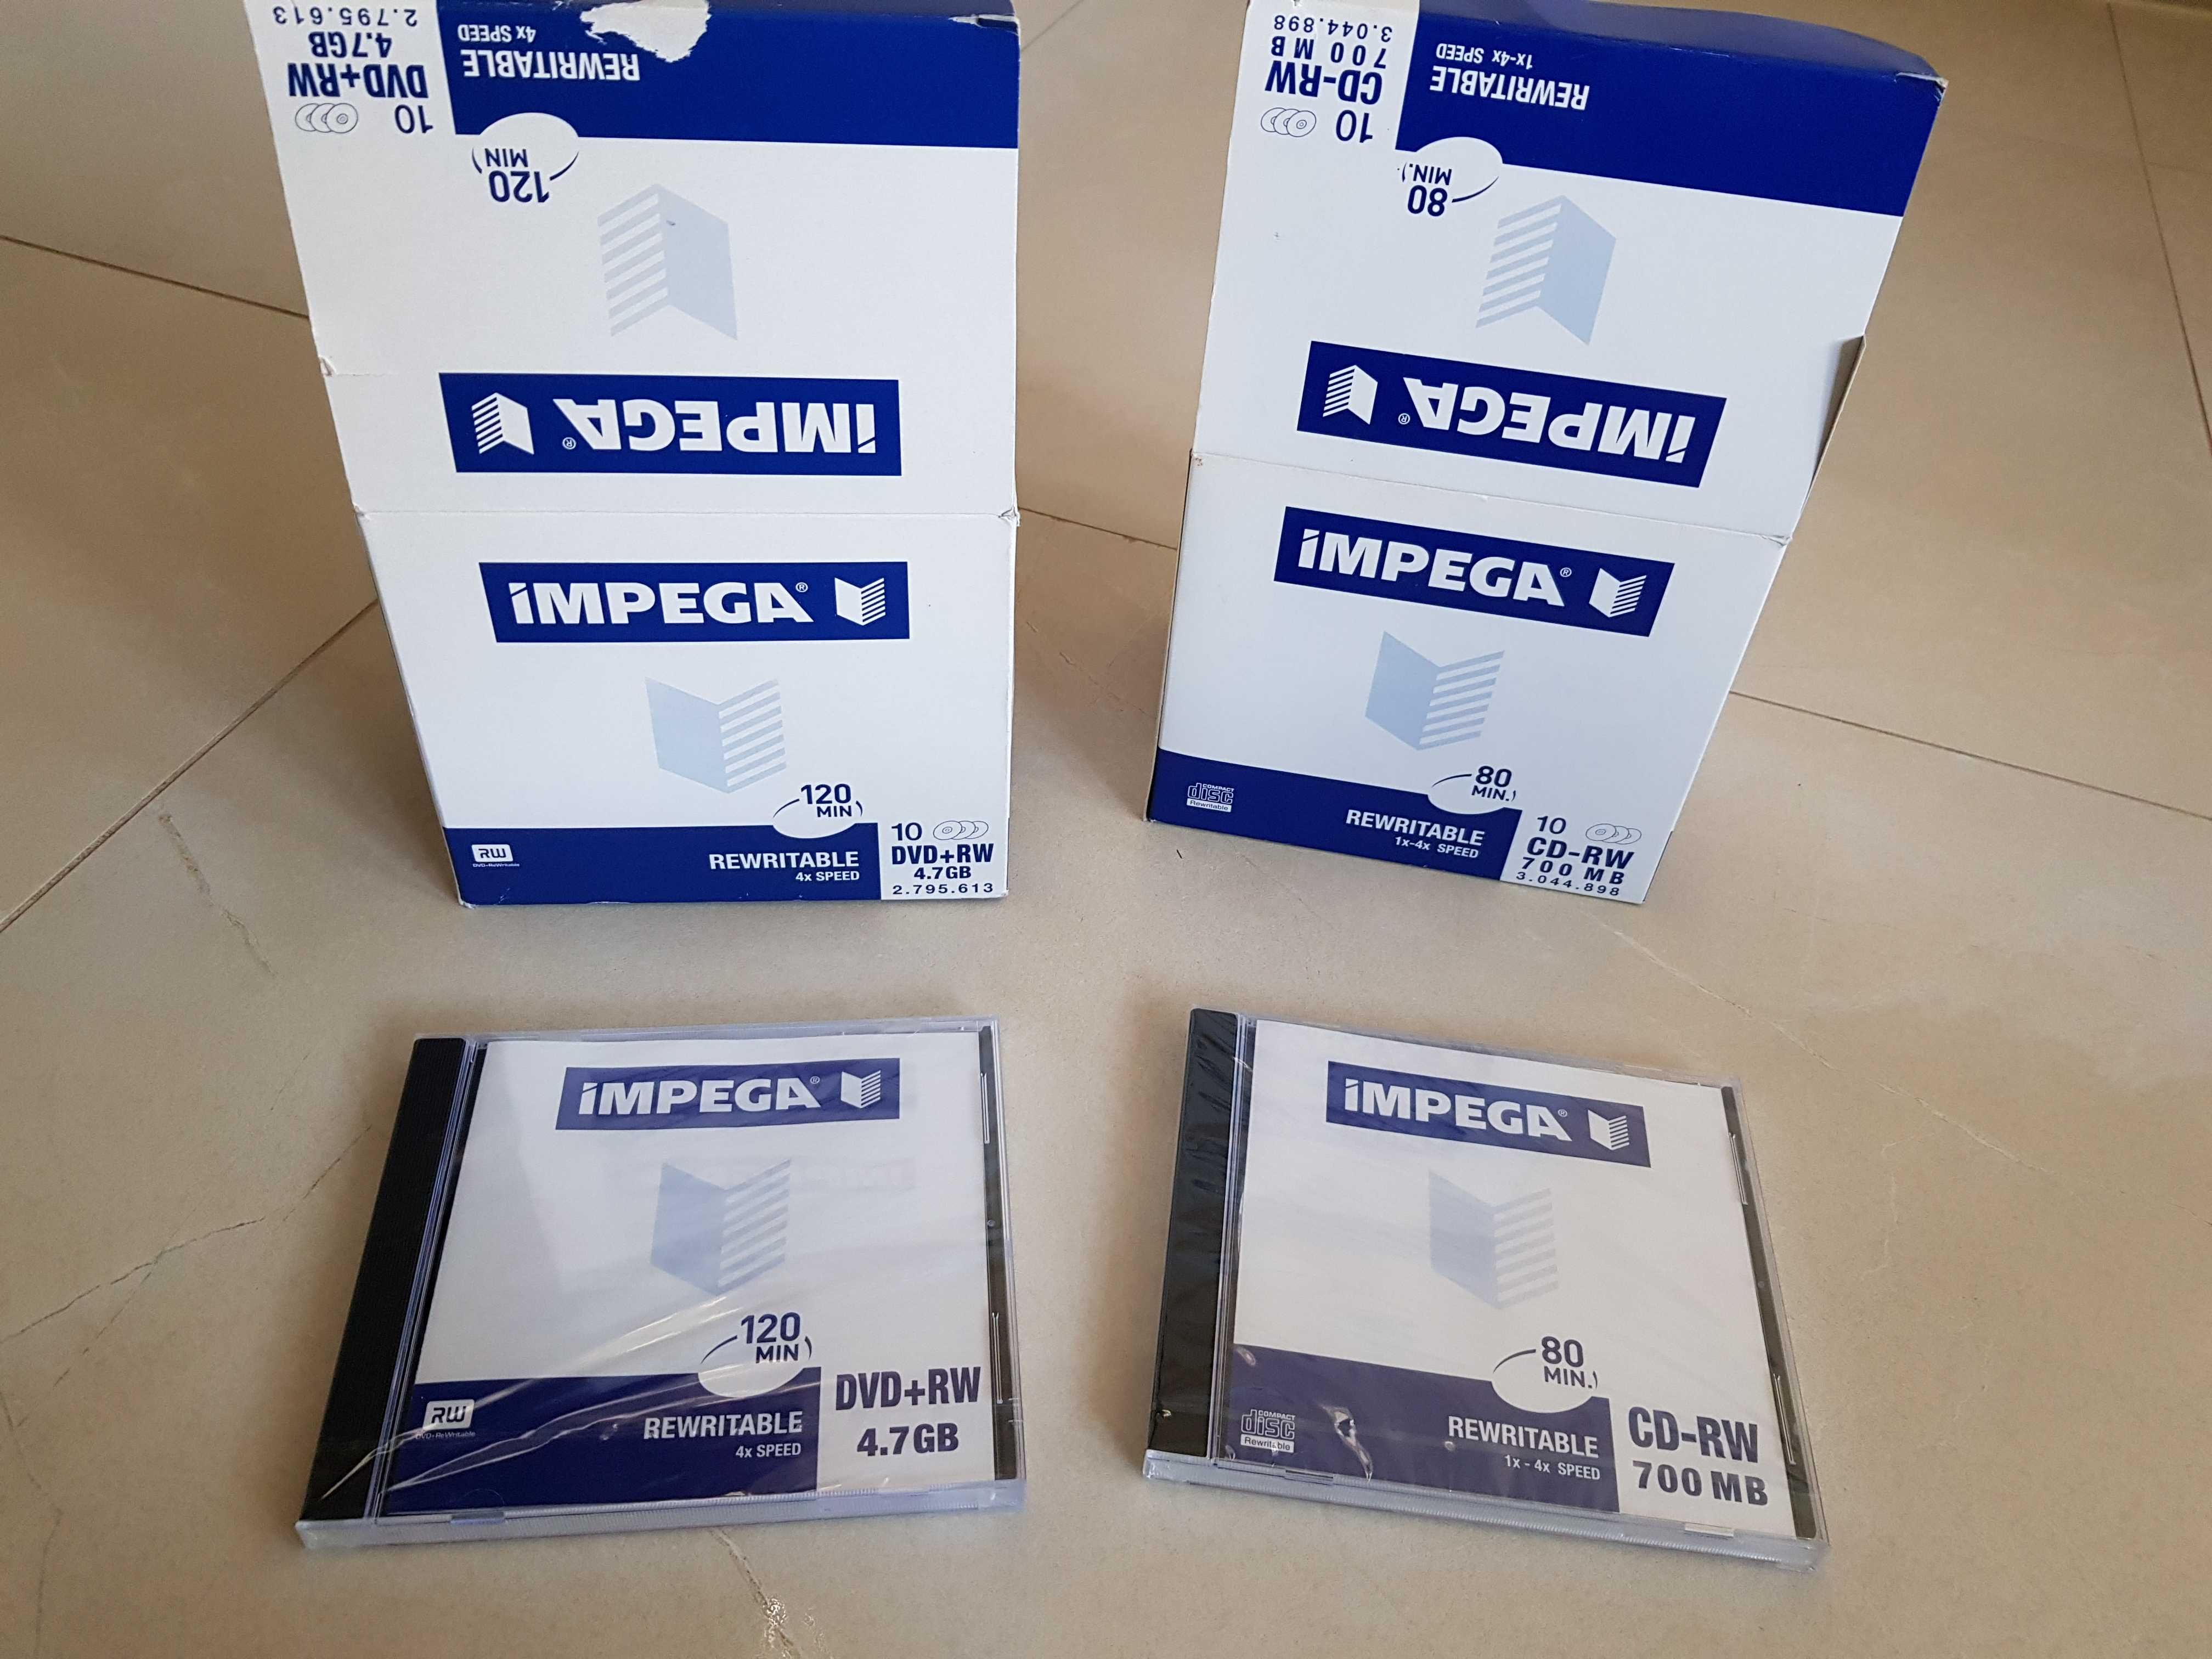 2.795.613
4.7GB
DVD+RW
10
4x SPEED
REWRITABLE
120
MIN
iMPEGA®
iMPEGA®
120
MIN
RW
DVD+ReWritable
REWRITABLE
4x SPEED
10
DVD+RW
4.7GB
2.795.613
3.044.898
700 MB
CD-RW
10
1x-4x SPEED
REWRITABLE
80
MIN.
iMPEGA®
iMPEGA®
80
MIN.
COMPACT
disc
Rewritable
REWRITABLE
1x-4x SPEED
10
CD-RW
700 MB
3.044.898
iMPEGA®
120
MIN
RW
DVD+ReWritable
REWRITABLE
4x SPEED
DVD+RW
4.7GB
iMPEGA®
80
MIN.
COMPACT
disc
Rewritable
REWRITABLE
1x - 4x SPEED
CD-RW
700 MB